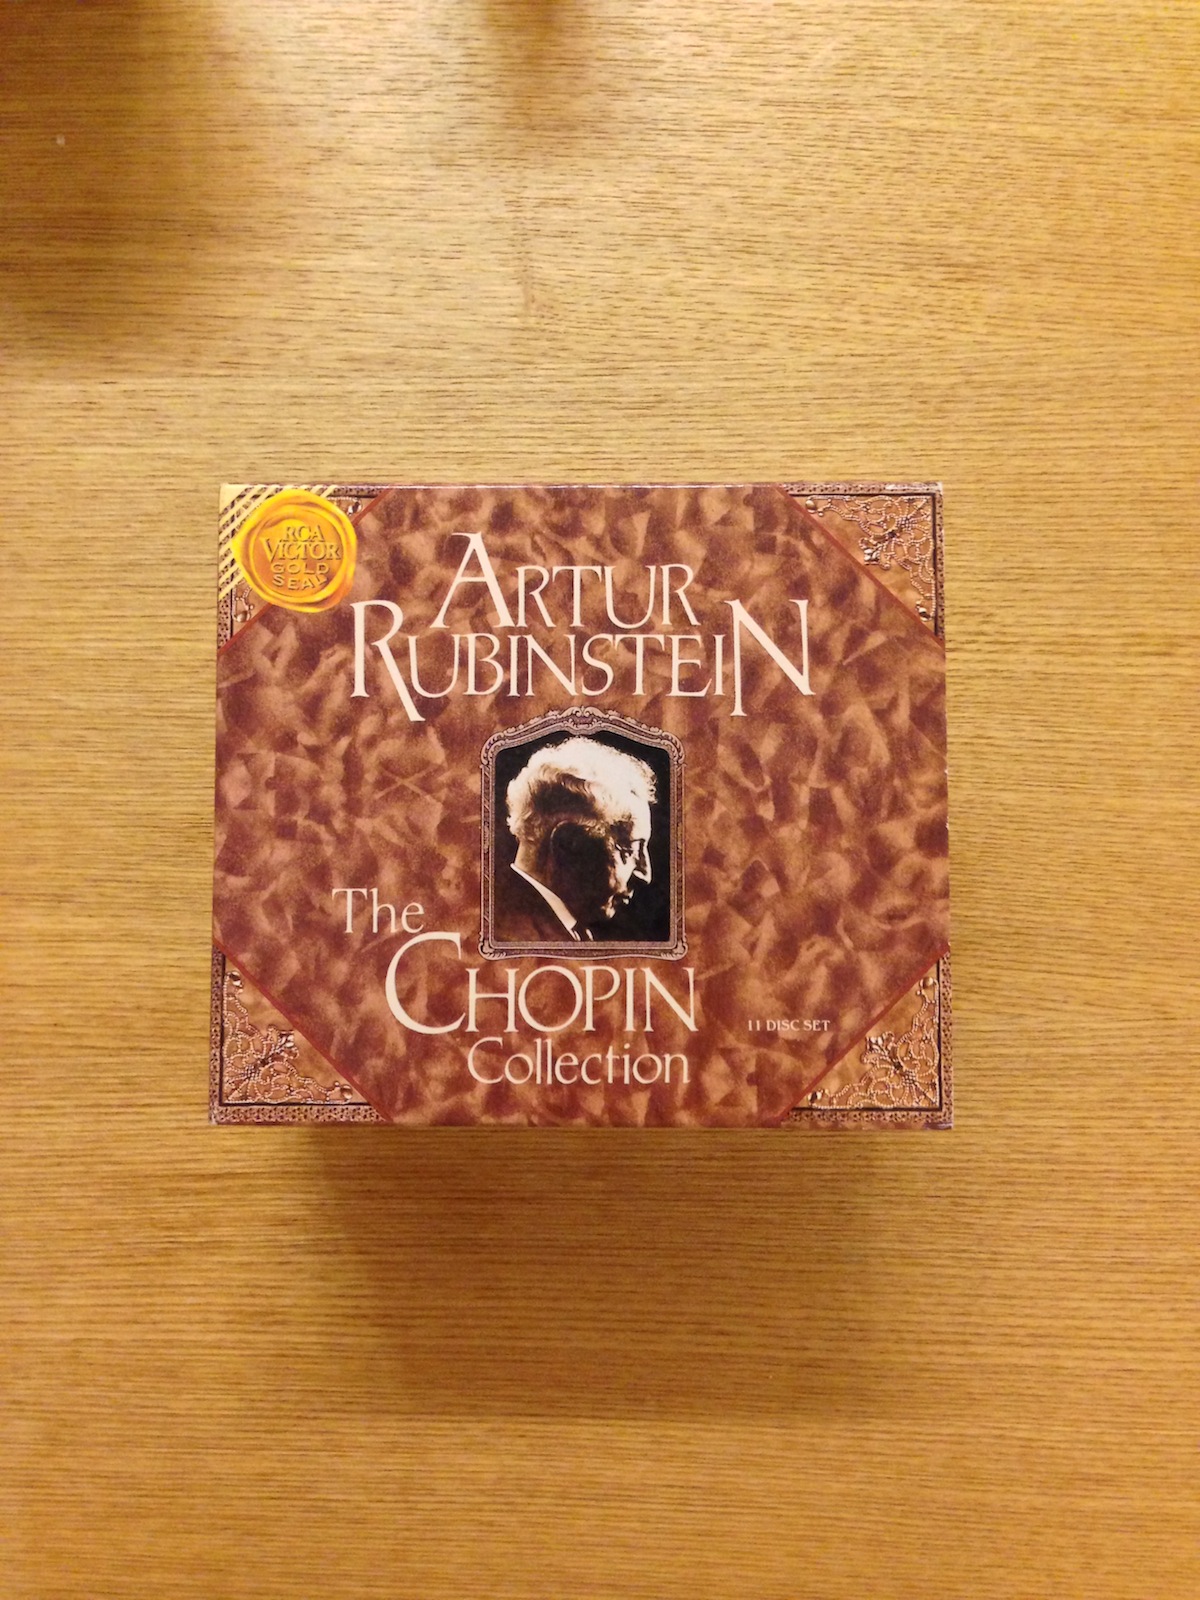 RCA
VICTOR
GOLD
SEAL
ARTUR
RUBINSTEIN
The
CHOPIN
Collection
11 DISC SET